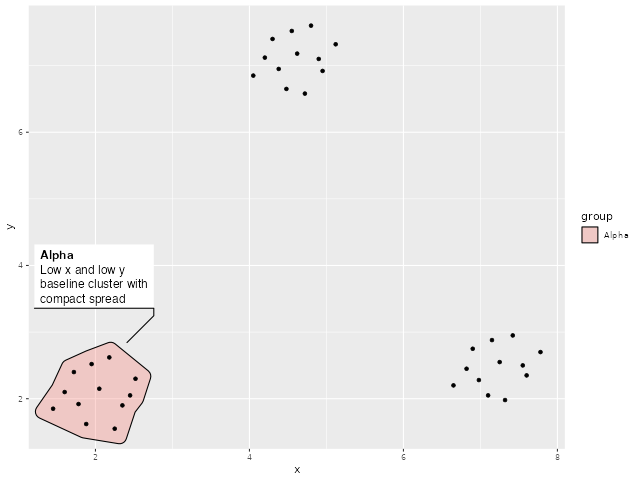 6
4
2
y
Alpha
Low x and low y
baseline cluster with
compact spread
2
4
6
8
x
group
Alpha